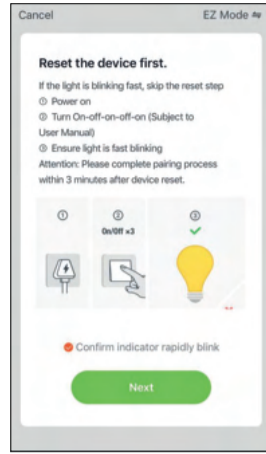 Cancel EZ Mode ⇋
Reset the device first.
If the light is blinking fast, skip the reset step
① Power on
② Turn On-off-on-off-on (Subject to
User Manual)
③ Ensure light is fast blinking
Attention: Please complete pairing process
within 3 minutes after device reset.
① ② ③
On/Off ×3
Confirm indicator rapidly blink
Next